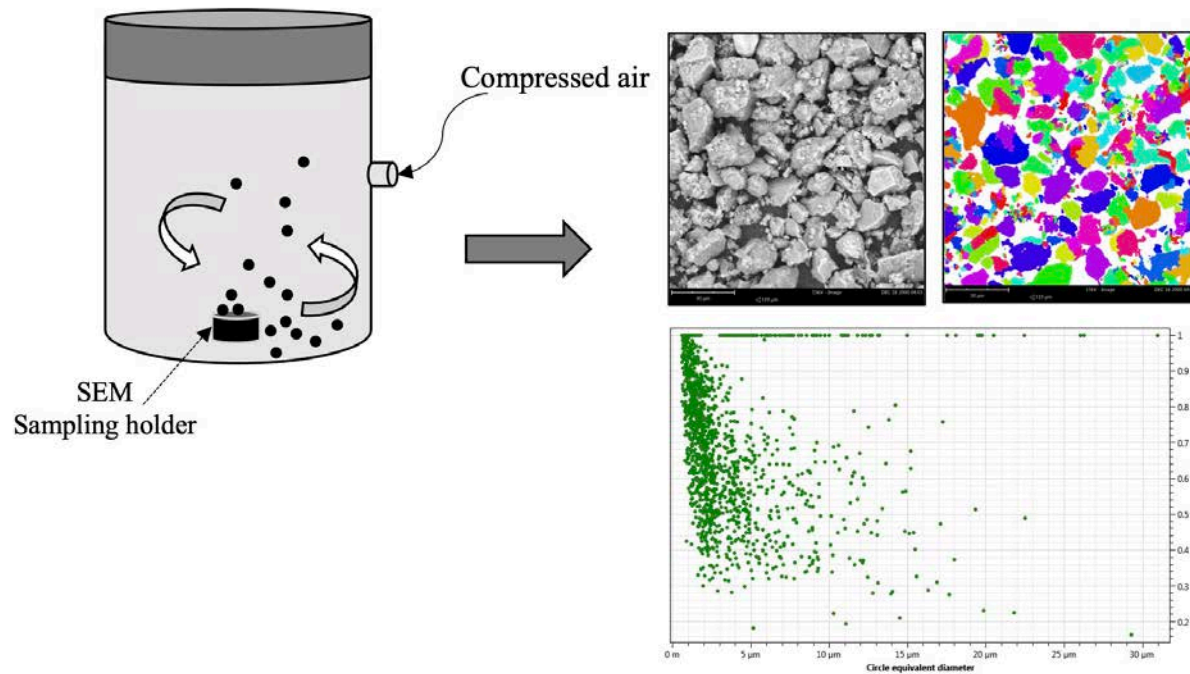 Compressed air
SEM
Sampling holder
1
0.9
0.8
0.7
0.6
0.5
0.4
0.3
0.2
0 m
5 µm
10 µm
15 µm
20 µm
25 µm
30 µm
Circle equivalent diameter